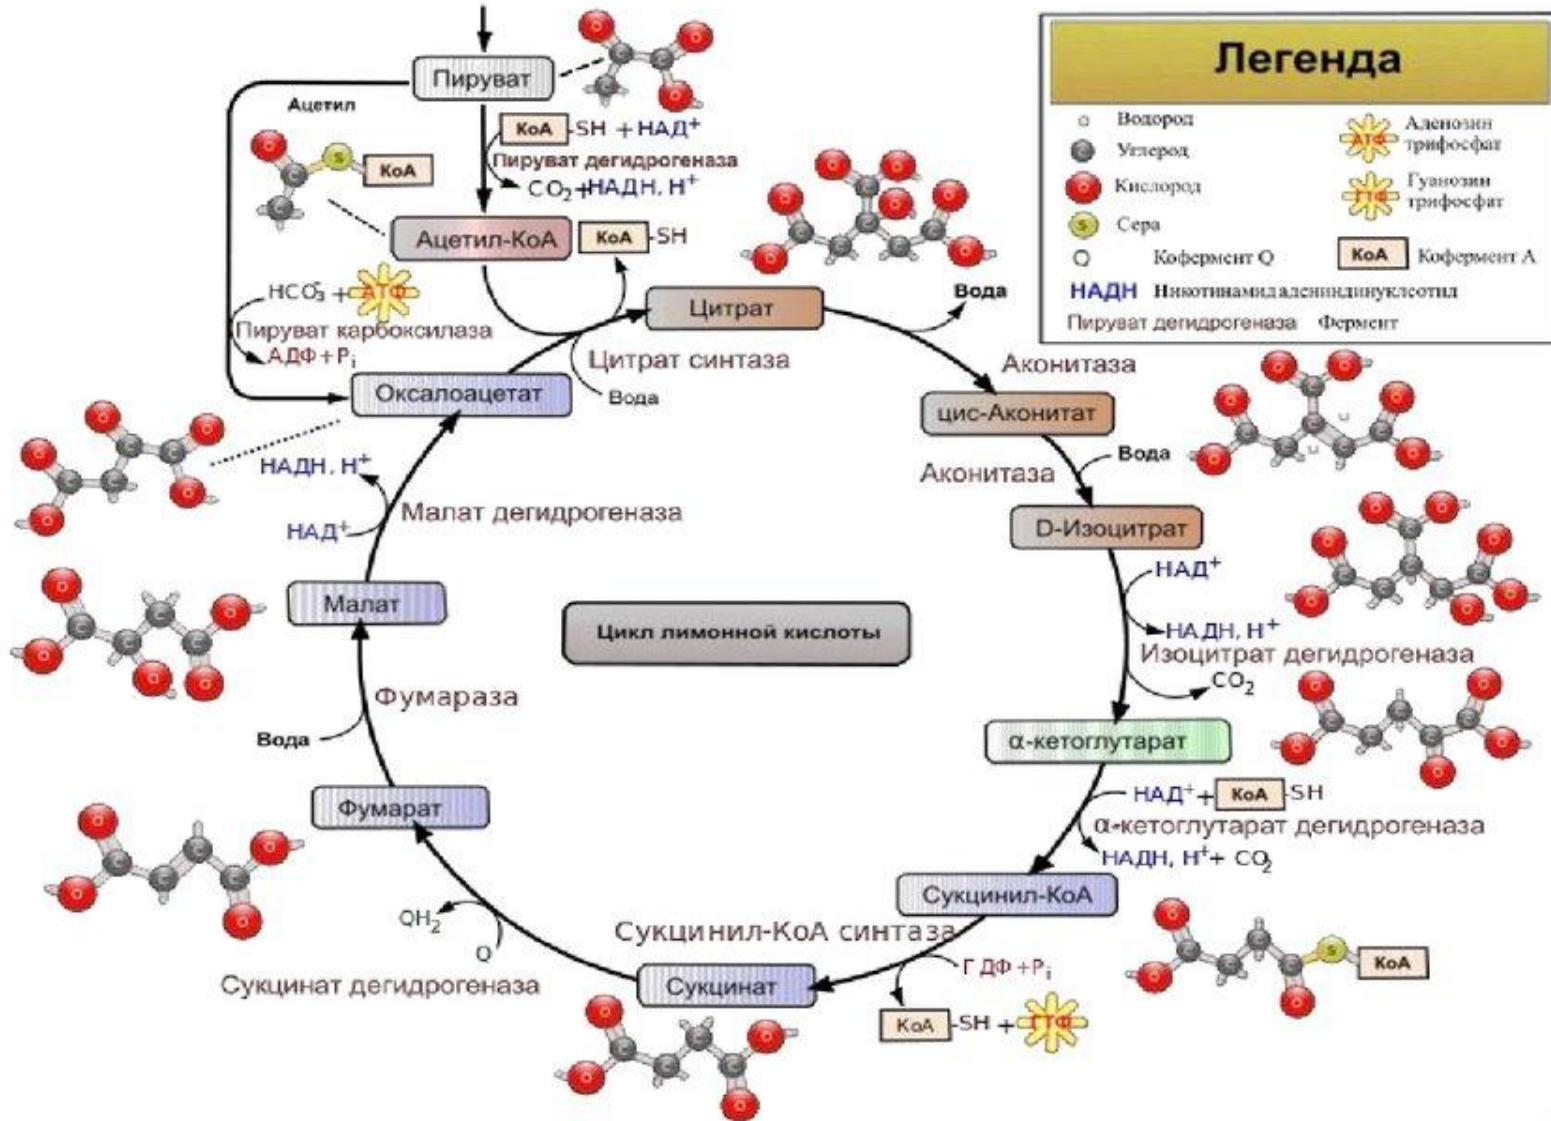 Пируват
Ацетил
КоА -SH + НАД+
Пируват дегидрогеназа
CO2+НАДН, Н+
КоА
Ацетил-КоА
КоА -SH
HCO3- + АТФ
Пируват карбоксилаза
АДФ+Pi
Цитрат
Вода
Цитрат синтаза
Вода
Аконитаза
Оксалоацетат
цис-Аконитат
Аконитаза
Вода
НАДН, Н+
НАД+
Малат дегидрогеназа
D-Изоцитрат
НАД+
НАДН, Н+
Изоцитрат дегидрогеназа
CO2
Малат
Цикл лимонной кислоты
Фумараза
Вода
α-кетоглутарат
НАД++ КоА -SH
α-кетоглутарат дегидрогеназа
НАДН, Н++ CO2
Фумарат
Сукцинил-КоА
QH2
Q
Сукцинат дегидрогеназа
Сукцинил-КоА синтаза
ГДФ+Pi
Сукцинат
КоА -SH + ГТФ
S КоА
Легенда
Водород
Углерод
Кислород
S Сера
Кофермент Q
АТФ Аденозин
трифосфат
ГТФ Гуанозин
трифосфат
КоА Кофермент А
НАДН Никотинамидадениндинуклеотид
Пируват дегидрогеназа Фермент